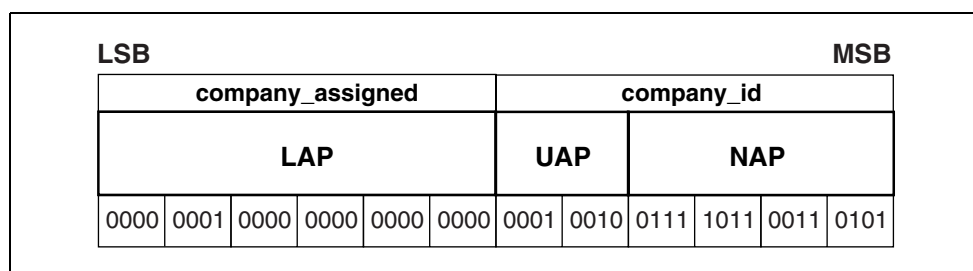 LSB MSB
company_assigned company_id
LAP UAP NAP
0000 0001 0000 0000 0000 0000 0001 0010 0111 1011 0011 0101